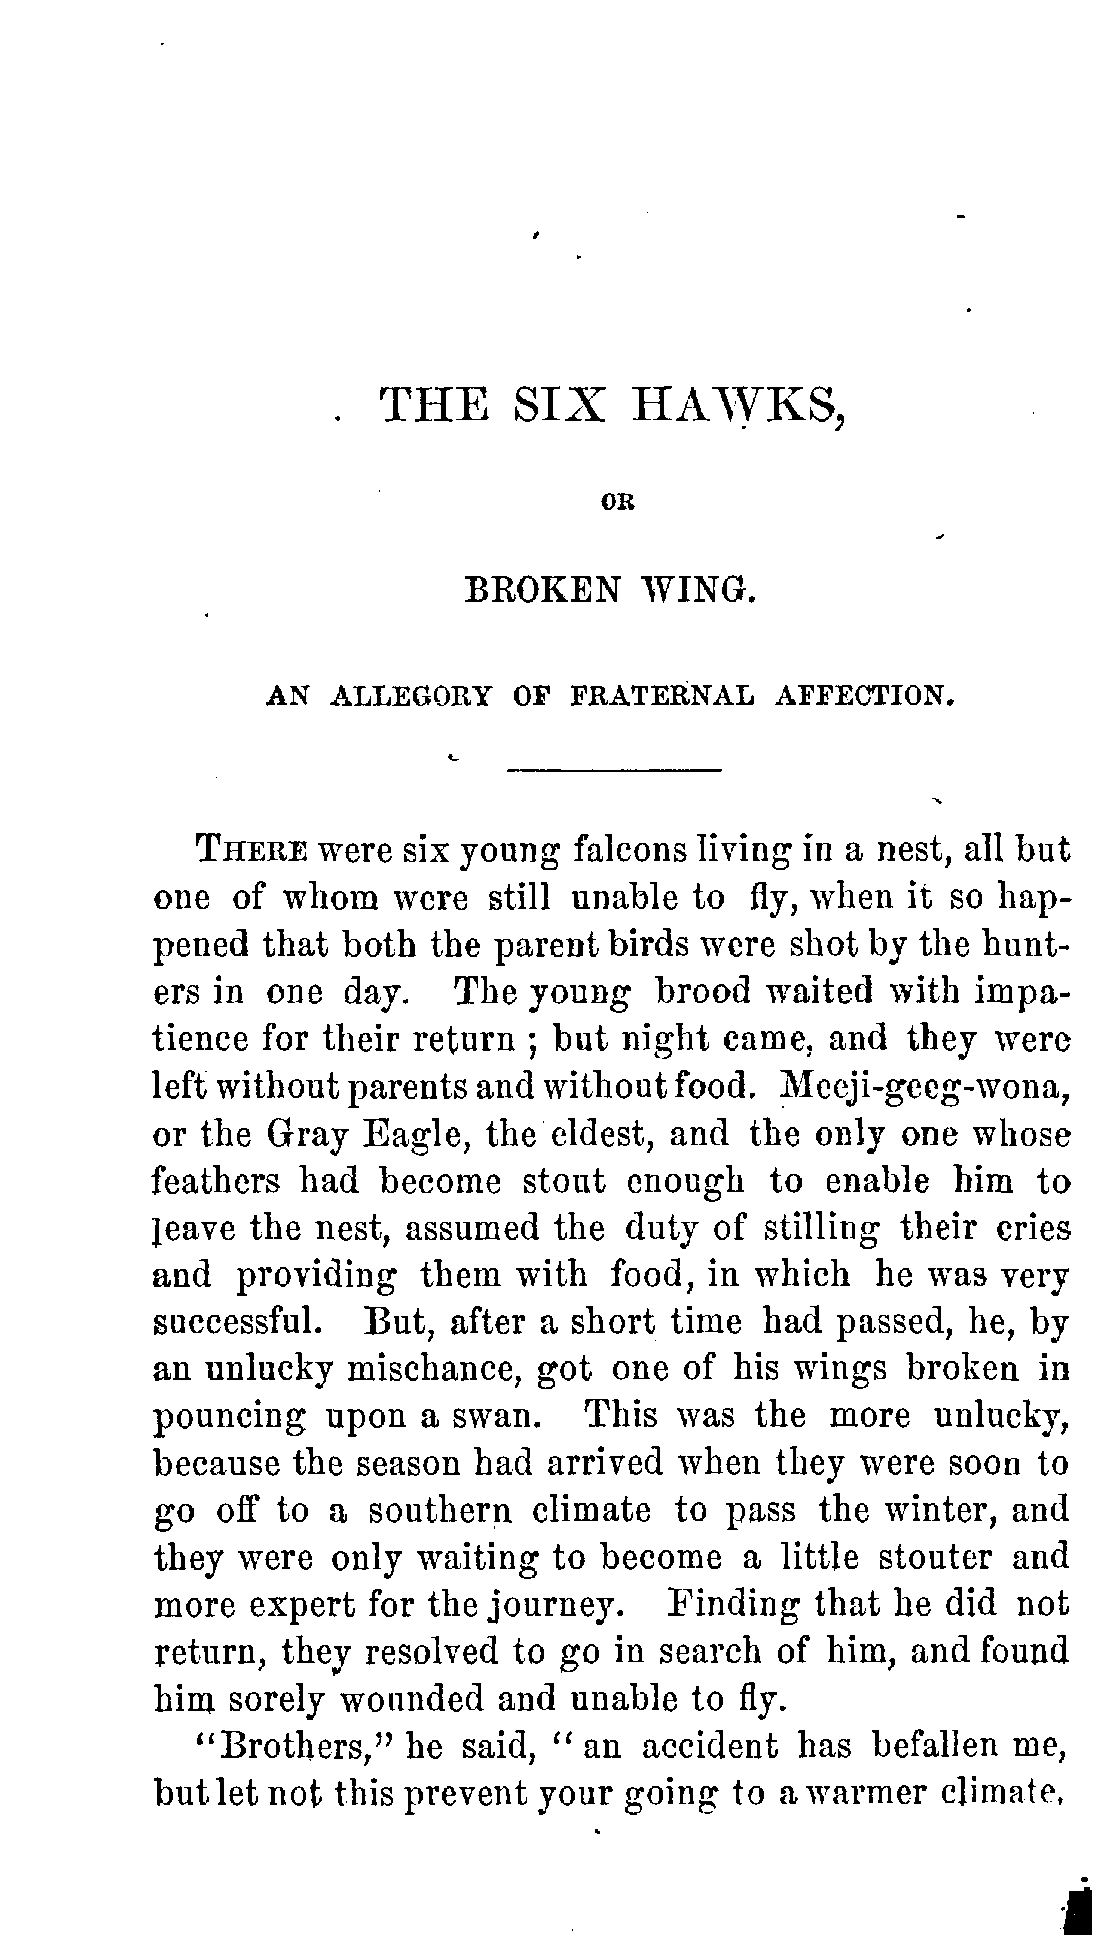 THE SIX HAWKS,
OR
BROKEN WING.
AN ALLEGORY OF FRATERNAL AFFECTION.
THERE were six young falcons living in a nest, all but
one of whom were still unable to fly, when it so hap-
pened that both the parent birds were shot by the hunt-
ers in one day. The young brood waited with impa-
tience for their return ; but night came, and they were
left without parents and without food. Meeji-geeg-wona,
or the Gray Eagle, the eldest, and the only one whose
feathers had become stout enough to enable him to
leave the nest, assumed the duty of stilling their cries
and providing them with food, in which he was very
successful. But, after a short time had passed, he, by
an unlucky mischance, got one of his wings broken in
pouncing upon a swan. This was the more unlucky,
because the season had arrived when they were soon to
go off to a southern climate to pass the winter, and
they were only waiting to become a little stouter and
more expert for the journey. Finding that he did not
return, they resolved to go in search of him, and found
him sorely wounded and unable to fly.
"Brothers," he said, " an accident has befallen me,
but let not this prevent your going to a warmer climate.